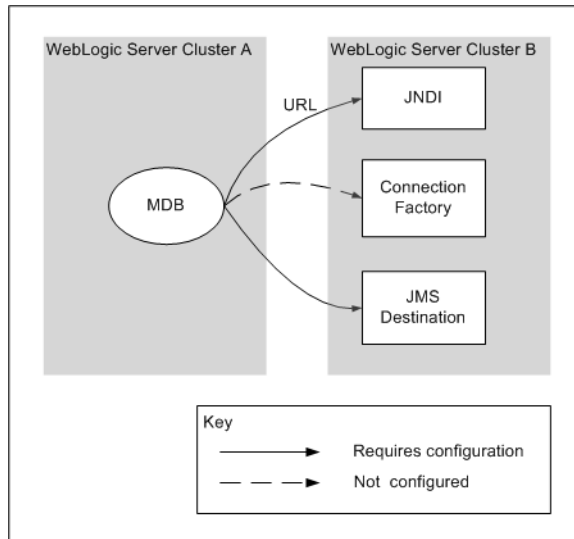 WebLogic Server Cluster A
WebLogic Server Cluster B
URL
JNDI
MDB
Connection
Factory
JMS
Destination
Key
Requires configuration
Not configured